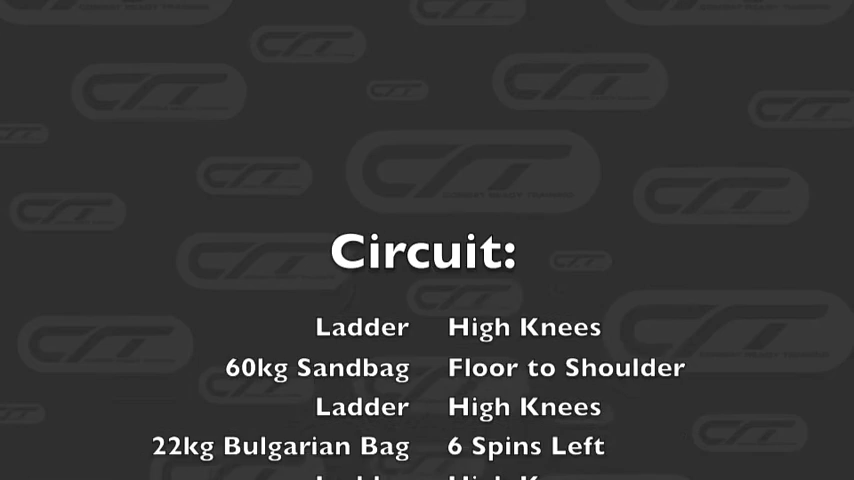 Circuit:
Ladder High Knees
60kg Sandbag Floor to Shoulder
Ladder High Knees
22kg Bulgarian Bag 6 Spins Left